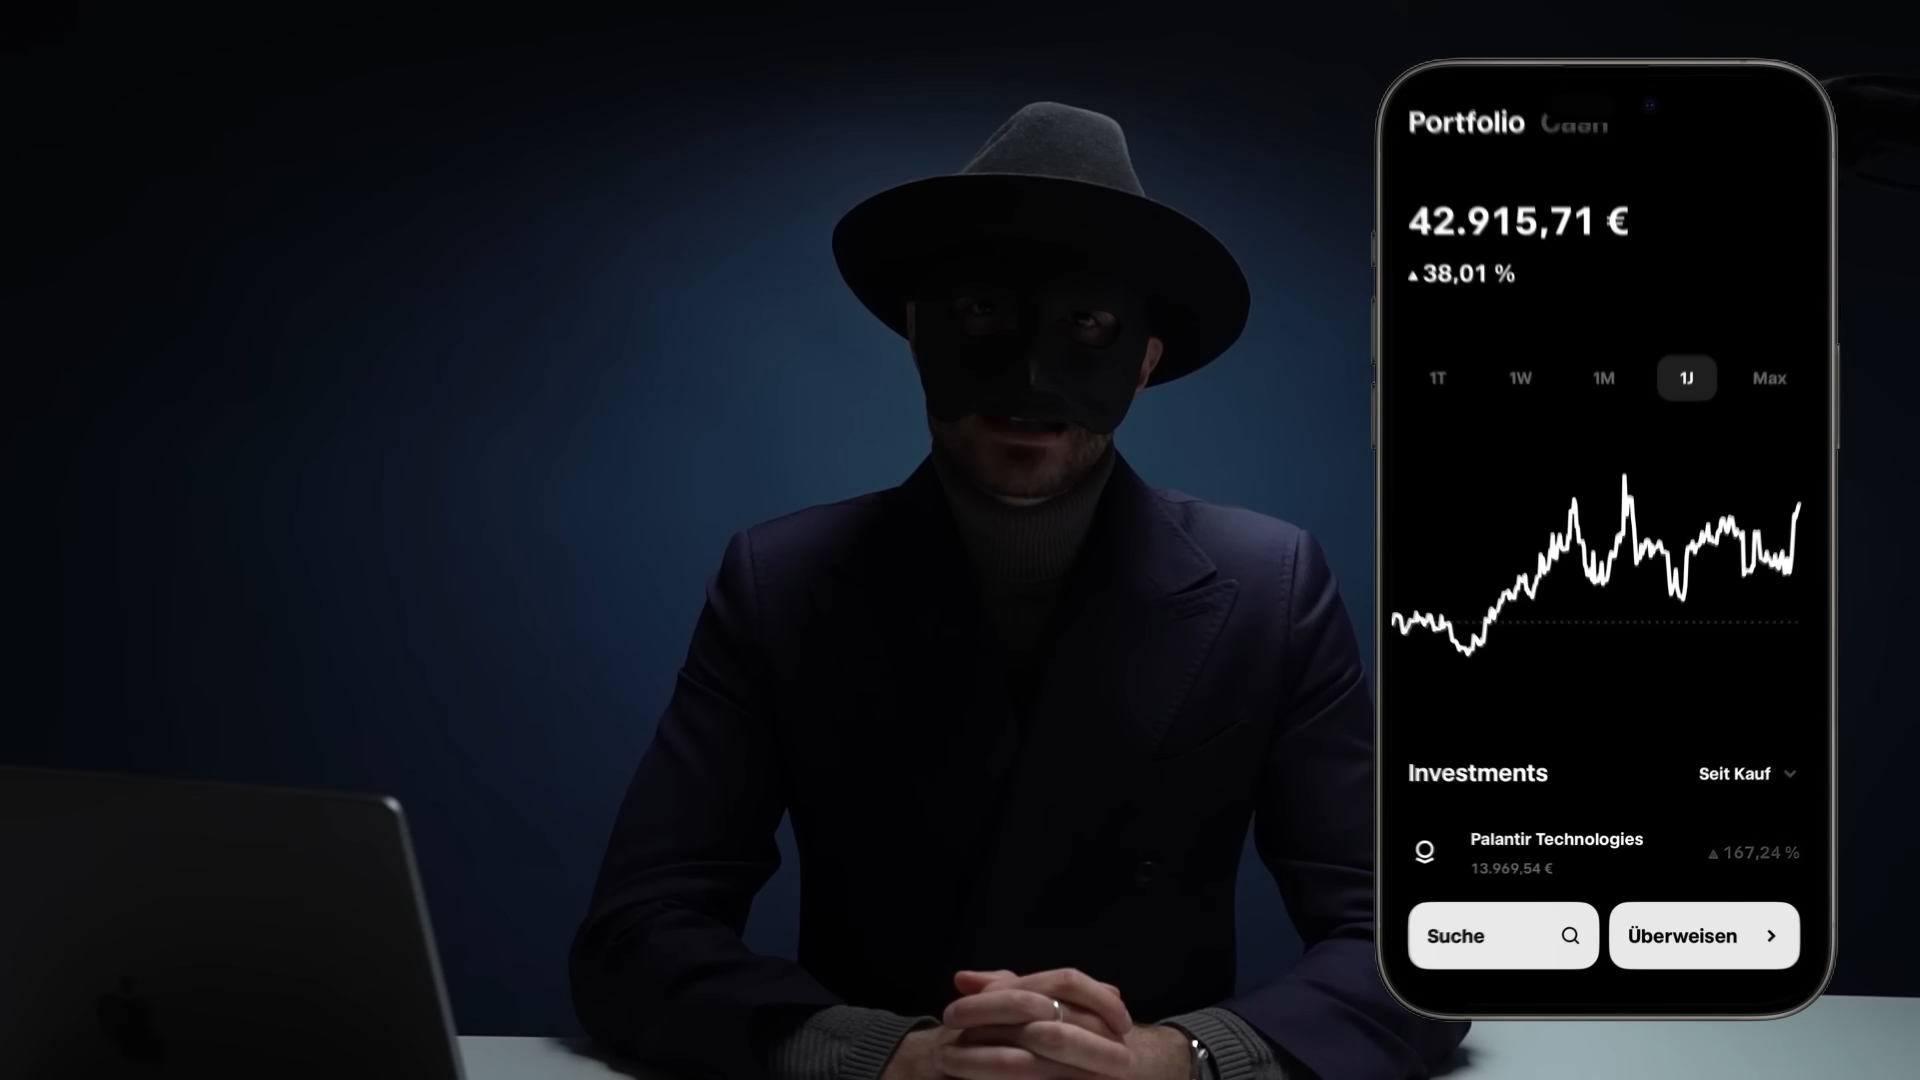 Portfolio Cash
42.915,71 €
▲38,01 %
1T 1W 1M 1J Max
Investments Seit Kauf
Palantir Technologies
13.969,54 €
▲167,24 %
Suche Überweisen